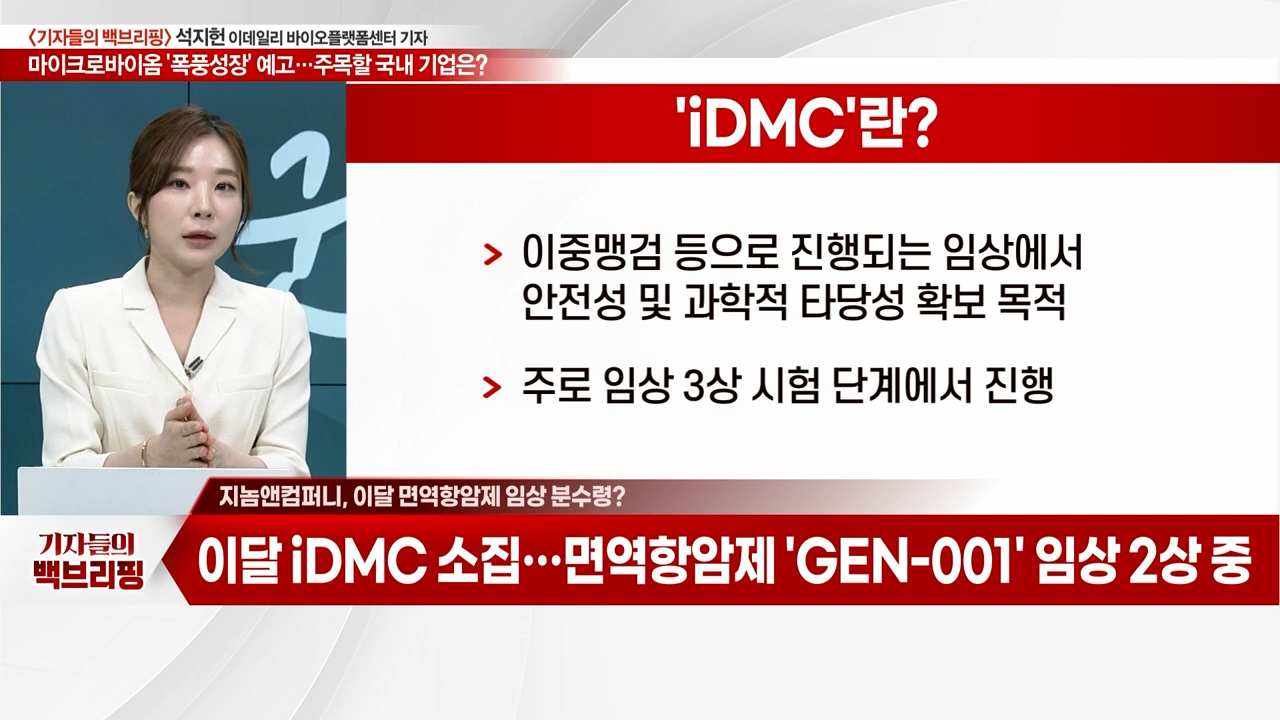 〈기자들의 백브리핑〉 석지헌 이데일리 바이오플랫폼센터 기자
마이크로바이옴 '폭풍성장' 예고…주목할 국내 기업은?
'iDMC'란?
> 이중맹검 등으로 진행되는 임상에서
안전성 및 과학적 타당성 확보 목적
> 주로 임상 3상 시험 단계에서 진행
지놈앤컴퍼니, 이달 면역항암제 임상 분수령?
기자들의
백브리핑
이달 iDMC 소집…면역항암제 'GEN-001' 임상 2상 중